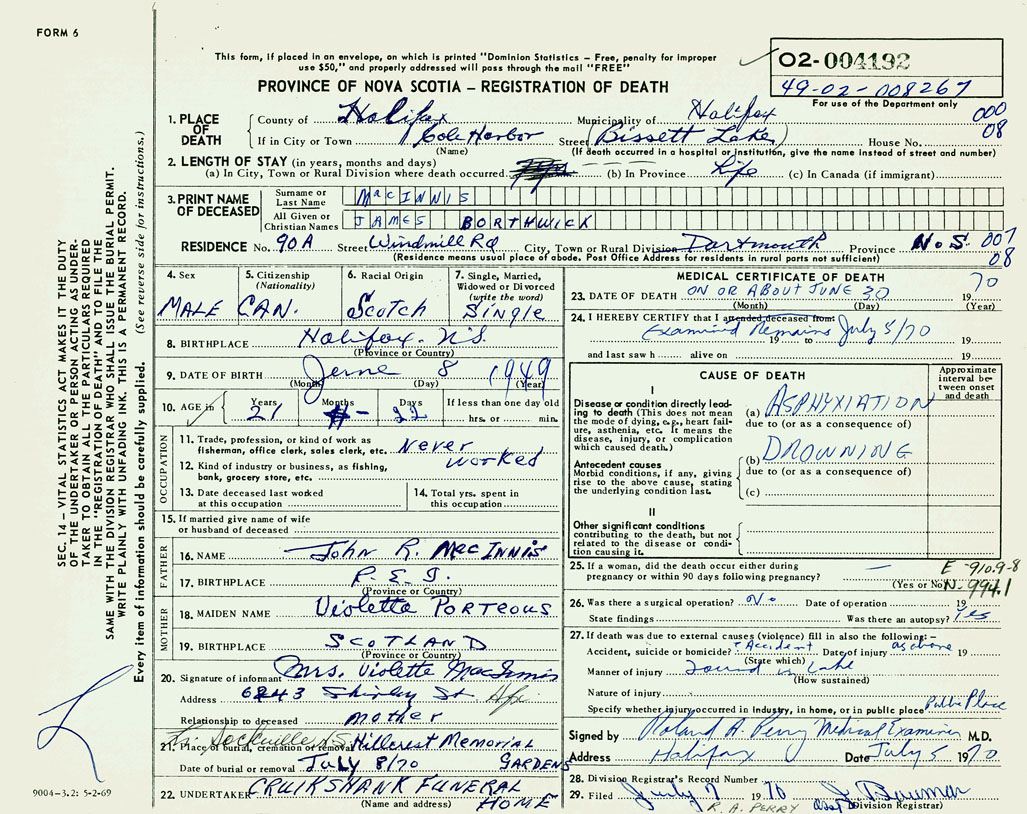 FORM 6
This form, if placed in an envelope, on which is printed "Dominion Statistics – Free, penalty for improper
use $50," and properly addressed will pass through the mail "FREE"
02-004192
49-02-008267
For use of the Department only
PROVINCE OF NOVA SCOTIA – REGISTRATION OF DEATH
1. PLACE OF DEATH
County of Halifax Municipality of Halifax 000
If in City or Town Cole Harbor Street (Bissett Lake) House No. 08
(Name) (If death occurred in a hospital or institution, give the name instead of street and number)
2. LENGTH OF STAY (in years, months and days)
(a) In City, Town or Rural Division where death occurred (b) In Province Life (c) In Canada (if immigrant)
3. PRINT NAME OF DECEASED
Surname or Last Name MacINNIS
All Given or Christian Names JAMES BORTHWICK
RESIDENCE No. 90A Street Windmill Rd City, Town or Rural Division Dartmouth Province N.S. 007
(Residence means usual place of abode. Post Office Address for residents in rural parts not sufficient) 08
4. Sex MALE
5. Citizenship (Nationality) CAN.
6. Racial Origin Scotch
7. Single, Married, Widowed or Divorced (write the word) Single
8. BIRTHPLACE Halifax. N.S.
(Province or Country)
9. DATE OF BIRTH June 8 1949
(Month) (Day) (Year)
10. AGE in Years 21 Months - Days 22 If less than one day old
hrs. or min.
OCCUPATION
11. Trade, profession, or kind of work as
fisherman, office clerk, sales clerk, etc. Never worked
12. Kind of industry or business, as fishing,
bank, grocery store, etc.
13. Date deceased last worked
at this occupation
14. Total yrs. spent in
this occupation
15. If married give name of wife
or husband of deceased
FATHER
16. NAME John R. MacINNIS
17. BIRTHPLACE P.E.I.
(Province or Country)
MOTHER
18. MAIDEN NAME Violetta PORTEOUS
19. BIRTHPLACE SCOTLAND
(Province or Country)
20. Signature of informant Mrs. Violette MacInnis
Address 6243 Shirley St Hfx
Relationship to deceased mother
21. Place of burial, cremation or removal Hillcrest Memorial
Date of burial or removal July 8/70 GARDENS
22. UNDERTAKER CRUIKSHANK FUNERAL
(Name and address) HOME
MEDICAL CERTIFICATE OF DEATH
23. DATE OF DEATH ON OR ABOUT JUNE 30 19 70
(Month) (Day) (Year)
24. I HEREBY CERTIFY that I attended deceased from:
Examined Remains July 5/70
19 to 19
and last saw h alive on 19
CAUSE OF DEATH
Approximate interval between onset and death
I
Disease or condition directly leading to death (This does not mean the mode of dying, e.g., heart failure, asthenia, etc. It means the disease, injury, or complication which caused death.)
(a) ASPHYXIATION
due to (or as a consequence of)
Antecedent causes
Morbid conditions, if any, giving rise to the above cause, stating the underlying condition last.
(b) DROWNING
due to (or as a consequence of)
(c)
II
Other significant conditions contributing to the death, but not related to the disease or condition causing it.
25. If a woman, did the death occur either during
pregnancy or within 90 days following pregnancy? — E-910.9-8
(Yes or No) N-994.1
26. Was there a surgical operation? No Date of operation 19
State findings Was there an autopsy? Yes
27. If death was due to external causes (violence) fill in also the following:–
Accident, suicide or homicide? ? Accident Date of injury as above 19
(State which)
Manner of injury Found in Lake
(How sustained)
Nature of injury
Specify whether injury occurred in industry, in home, or in public place Public Place
Signed by Roland A. Perry Medical Examiner M.D.
Address Halifax Date July 5 1970
28. Division Registrar's Record Number
29. Filed July 7 1970
R. A. PERRY (Division Registrar)
SEC. 14 – VITAL STATISTICS ACT MAKES IT THE DUTY
OF THE UNDERTAKER OR PERSON ACTING AS UNDERTAKER
TO OBTAIN ALL THE PARTICULARS REQUIRED
IN THE "REGISTRATION OF DEATH" AND TO FILE THE
SAME WITH THE DIVISION REGISTRAR WHO SHALL ISSUE THE BURIAL PERMIT.
WRITE PLAINLY WITH UNFADING INK. THIS IS A PERMANENT RECORD.
Every item of information should be carefully supplied. (See reverse side for instructions.)
9004-3.2: 5-2-69